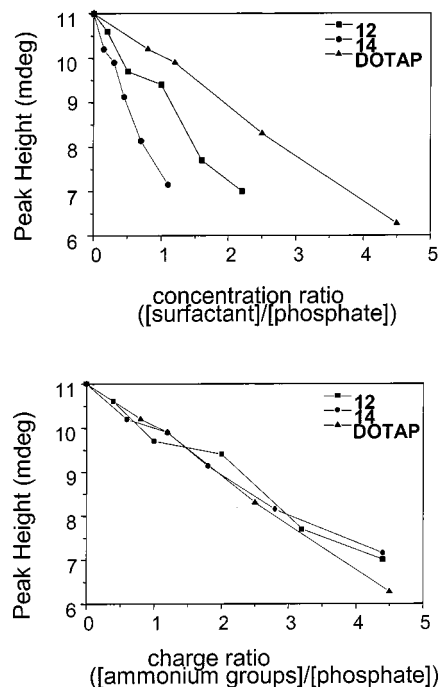 11
10
9
8
7
6
Peak Height (mdeg)
12
14
DOTAP
0 1 2 3 4 5
concentration ratio
([surfactant]/[phosphate])
11
10
9
8
7
6
Peak Height (mdeg)
12
14
DOTAP
0 1 2 3 4 5
charge ratio
([ammonium groups]/[phosphate])